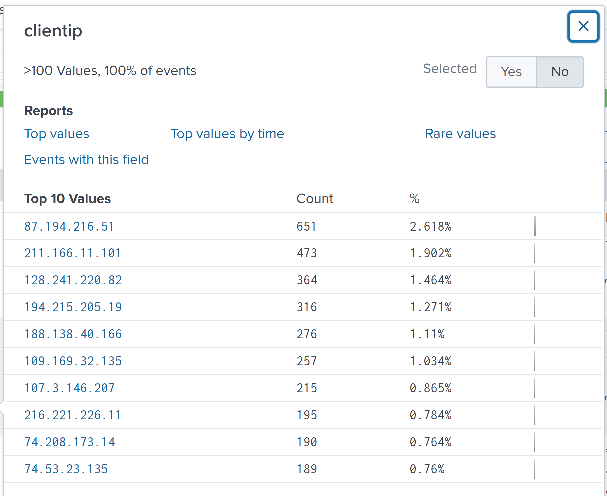 clientip
>100 Values, 100% of events
Selected Yes No
Reports
Top values Top values by time Rare values
Events with this field
Top 10 Values Count %
87.194.216.51 651 2.618%
211.166.11.101 473 1.902%
128.241.220.82 364 1.464%
194.215.205.19 316 1.271%
188.138.40.166 276 1.11%
109.169.32.135 257 1.034%
107.3.146.207 215 0.865%
216.221.226.11 195 0.784%
74.208.173.14 190 0.764%
74.53.23.135 189 0.76%